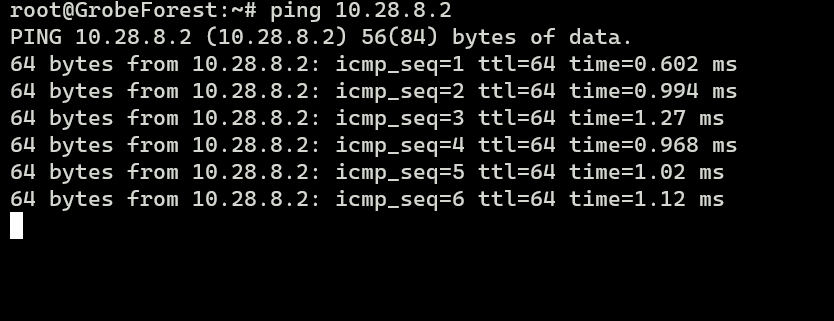 root@GrobeForest:~# ping 10.28.8.2
PING 10.28.8.2 (10.28.8.2) 56(84) bytes of data.
64 bytes from 10.28.8.2: icmp_seq=1 ttl=64 time=0.602 ms
64 bytes from 10.28.8.2: icmp_seq=2 ttl=64 time=0.994 ms
64 bytes from 10.28.8.2: icmp_seq=3 ttl=64 time=1.27 ms
64 bytes from 10.28.8.2: icmp_seq=4 ttl=64 time=0.968 ms
64 bytes from 10.28.8.2: icmp_seq=5 ttl=64 time=1.02 ms
64 bytes from 10.28.8.2: icmp_seq=6 ttl=64 time=1.12 ms